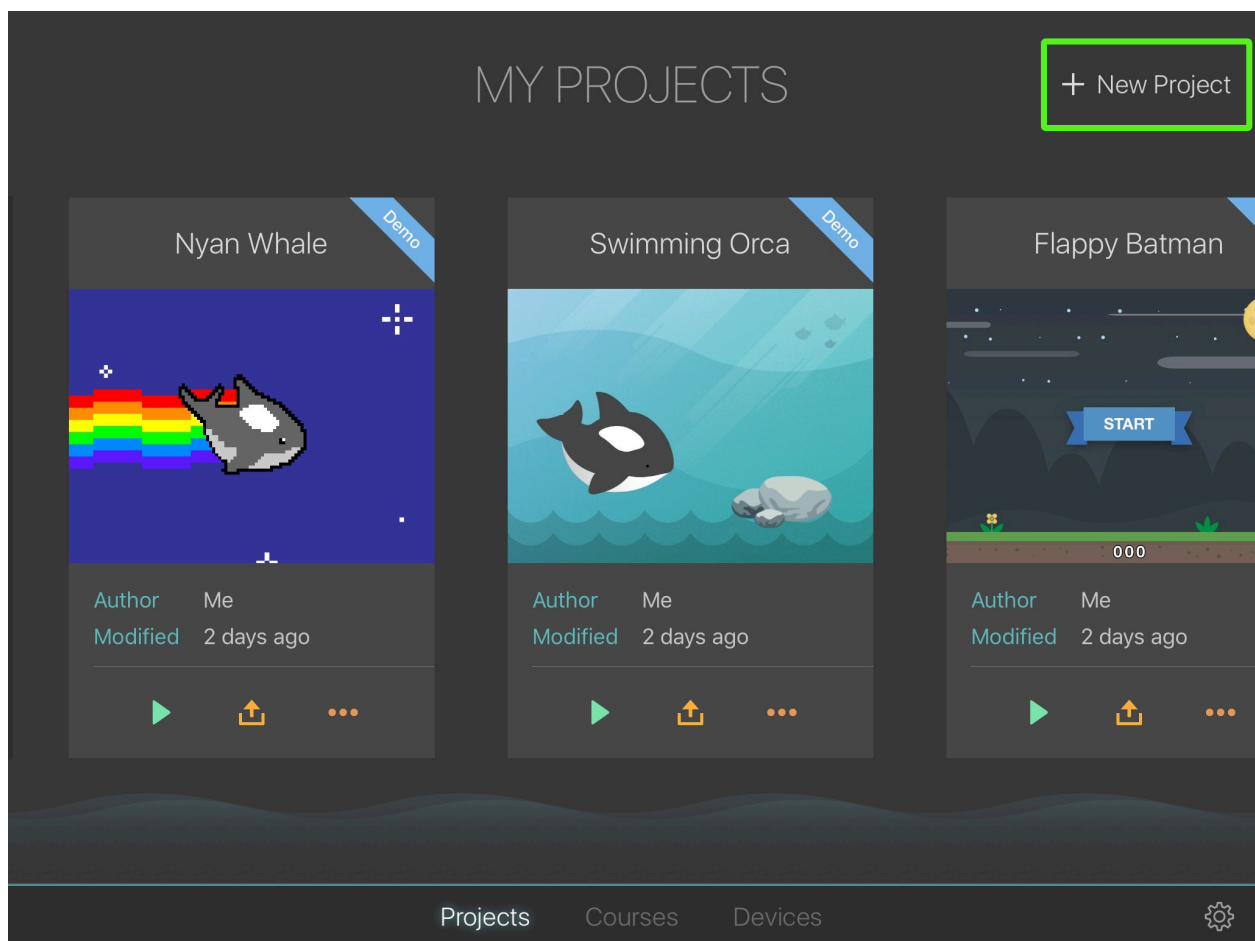 MY PROJECTS
+ New Project
Nyan Whale
Demo
Swimming Orca
Demo
Flappy Batman
START
000
Author Me
Modified 2 days ago
Author Me
Modified 2 days ago
Author Me
Modified 2 days ago
Projects Courses Devices